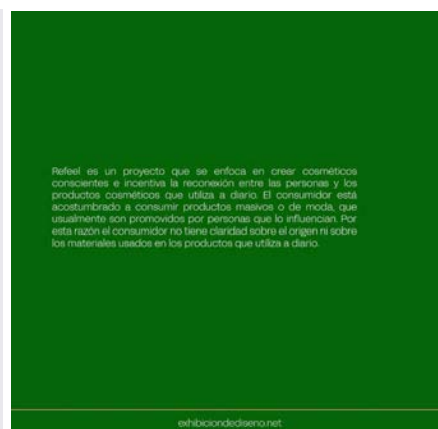 Refeel es un proyecto que se enfoca en crear cosméticos
conscientes e incentiva la reconexión entre las personas y los
productos cosméticos que utiliza a diario. El consumidor está
acostumbrado a consumir productos masivos o de moda, que
usualmente son promovidos por personas que lo influencian. Por
esta razón el consumidor no tiene claridad sobre el origen ni sobre
los materiales usados en los productos que utiliza a diario.
exhibiciondediseno.net